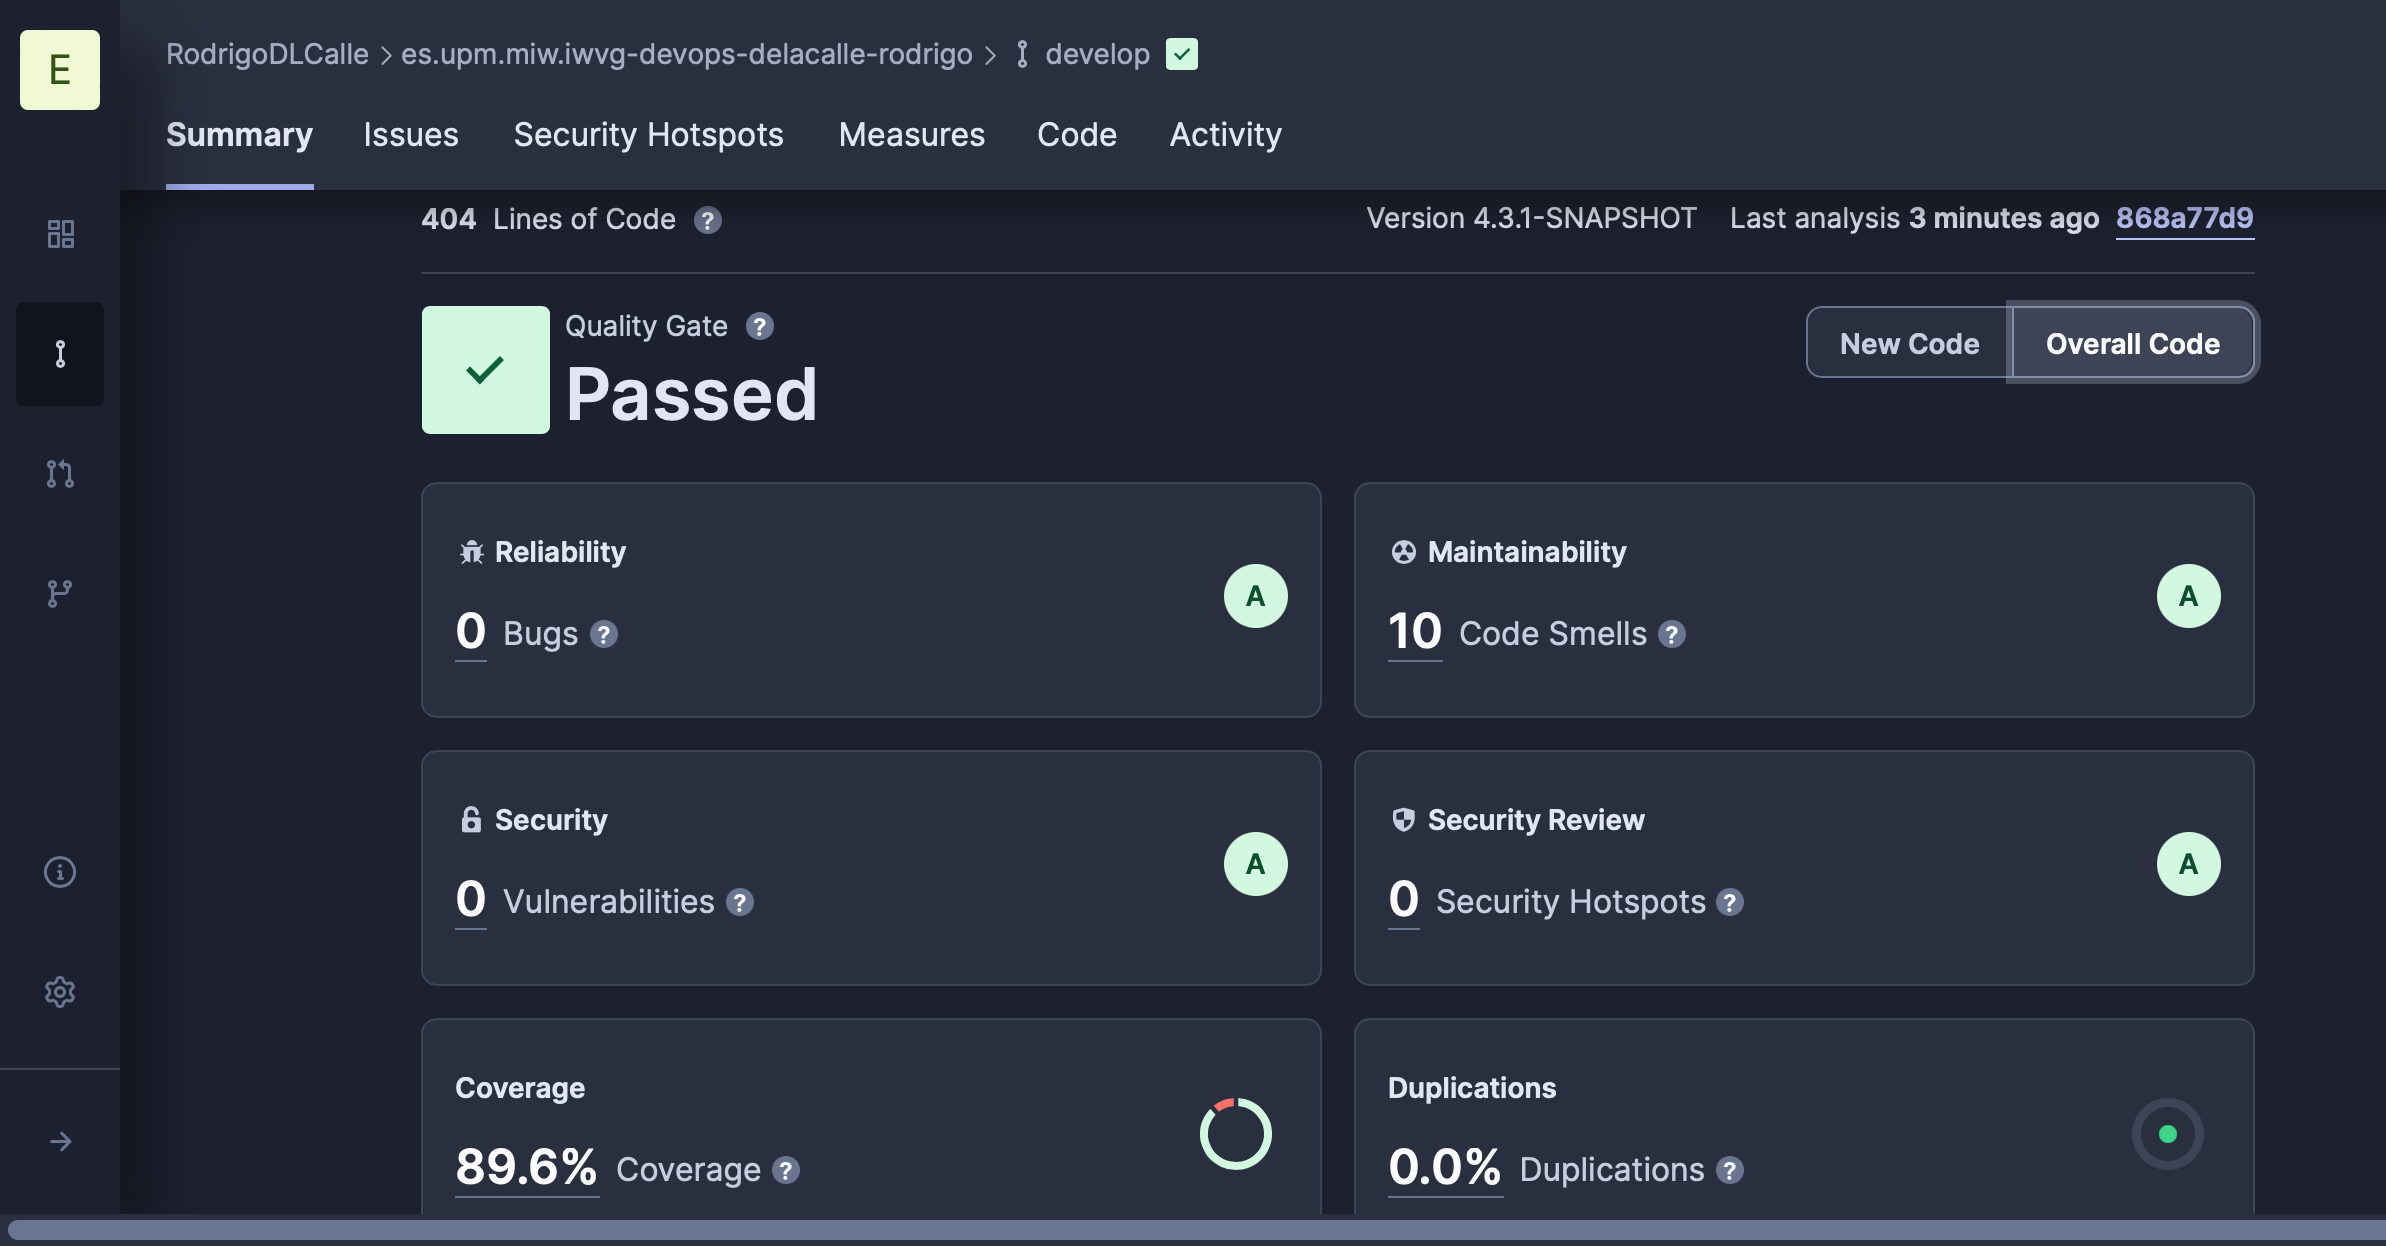 E
RodrigoDLCalle > es.upm.miw.iwvg-devops-delacalle-rodrigo > develop
Summary Issues Security Hotspots Measures Code Activity
404 Lines of Code ? Version 4.3.1-SNAPSHOT Last analysis 3 minutes ago 868a77d9
Quality Gate ?
Passed
New Code Overall Code
Reliability
0 Bugs ?
A
Maintainability
10 Code Smells ?
A
Security
0 Vulnerabilities ?
A
Security Review
0 Security Hotspots ?
A
Coverage
89.6% Coverage ?
Duplications
0.0% Duplications ?